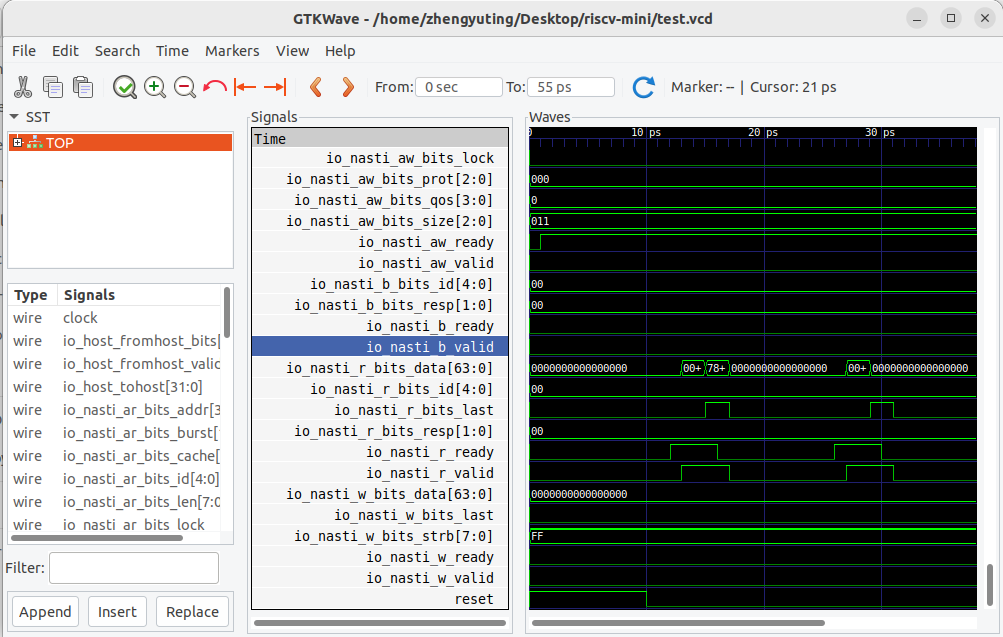 GTKWave - /home/zhengyuting/Desktop/riscv-mini/test.vcd
File Edit Search Time Markers View Help
From: 0 sec To: 55 ps Marker: -- | Cursor: 21 ps
SST
TOP
Type Signals
wire clock
wire io_host_fromhost_bits[
wire io_host_fromhost_valid
wire io_host_tohost[31:0]
wire io_nasti_ar_bits_addr[3
wire io_nasti_ar_bits_burst[
wire io_nasti_ar_bits_cache[
wire io_nasti_ar_bits_id[4:0]
wire io_nasti_ar_bits_len[7:0
wire io_nasti_ar_bits_lock
Filter:
Append Insert Replace
Signals
Time
io_nasti_aw_bits_lock
io_nasti_aw_bits_prot[2:0]
io_nasti_aw_bits_qos[3:0]
io_nasti_aw_bits_size[2:0]
io_nasti_aw_ready
io_nasti_aw_valid
io_nasti_b_bits_id[4:0]
io_nasti_b_bits_resp[1:0]
io_nasti_b_ready
io_nasti_b_valid
io_nasti_r_bits_data[63:0]
io_nasti_r_bits_id[4:0]
io_nasti_r_bits_last
io_nasti_r_bits_resp[1:0]
io_nasti_r_ready
io_nasti_r_valid
io_nasti_w_bits_data[63:0]
io_nasti_w_bits_last
io_nasti_w_bits_strb[7:0]
io_nasti_w_ready
io_nasti_w_valid
reset
Waves
0 10 ps 20 ps 30 ps
000
0
011
00
00
0000000000000000 00+ 78+ 0000000000000000 00+ 0000000000000000
00
00
0000000000000000
FF